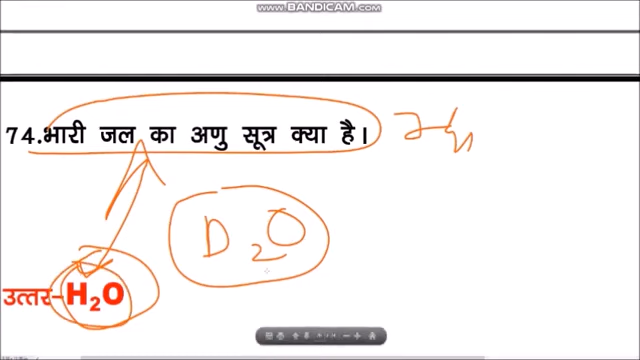 www.BANDICAM.com
74.भारी जल का अणु सूत्र क्या है।
D2O
उत्तर-H₂O